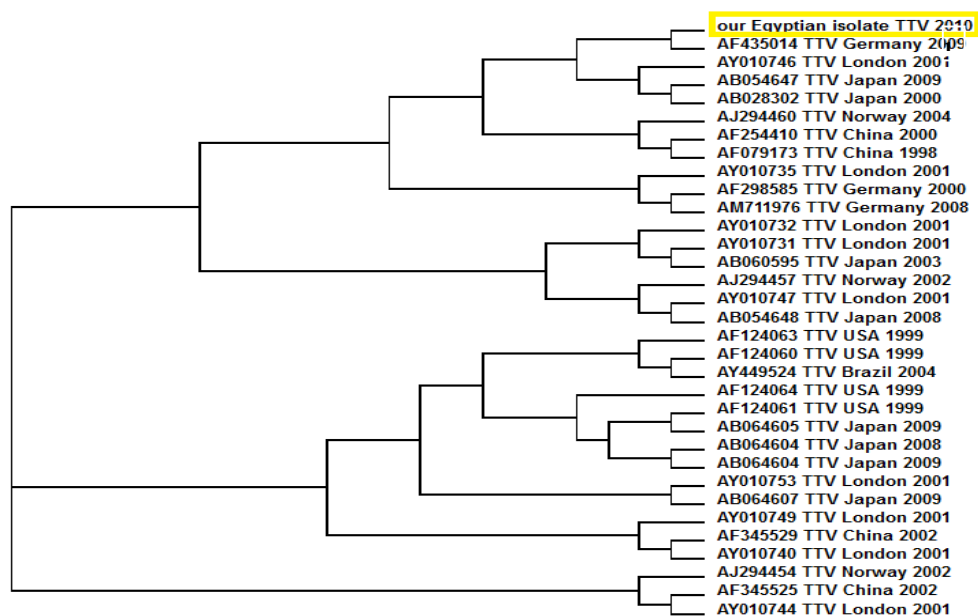 our Egyptian isolate TTV 2010
AF435014 TTV Germany 2009
AY010746 TTV London 2001
AB054647 TTV Japan 2009
AB028302 TTV Japan 2000
AJ294460 TTV Norway 2004
AF254410 TTV China 2000
AF079173 TTV China 1998
AY010735 TTV London 2001
AF298585 TTV Germany 2000
AM711976 TTV Germany 2008
AY010732 TTV London 2001
AY010731 TTV London 2001
AB060595 TTV Japan 2003
AJ294457 TTV Norway 2002
AY010747 TTV London 2001
AB054648 TTV Japan 2008
AF124063 TTV USA 1999
AF124060 TTV USA 1999
AY449524 TTV Brazil 2004
AF124064 TTV USA 1999
AF124061 TTV USA 1999
AB064605 TTV Japan 2009
AB064604 TTV Japan 2008
AB064604 TTV Japan 2009
AY010753 TTV London 2001
AB064607 TTV Japan 2009
AY010749 TTV London 2001
AF345529 TTV China 2002
AY010740 TTV London 2001
AJ294454 TTV Norway 2002
AF345525 TTV China 2002
AY010744 TTV London 2001